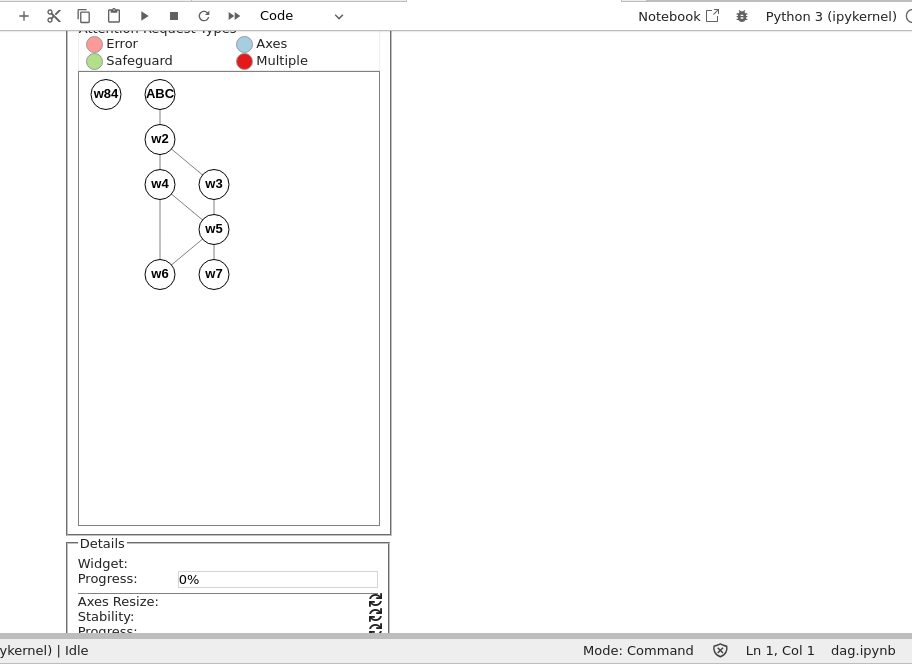 Code
Notebook
Python 3 (ipykernel)
Attention Request Types
Error
Axes
Safeguard
Multiple
w84
ABC
w2
w4
w3
w5
w6
w7
Details
Widget:
Progress:
0%
Axes Resize:
Stability:
Progress:
ykernel) | Idle
Mode: Command
Ln 1, Col 1
dag.ipynb